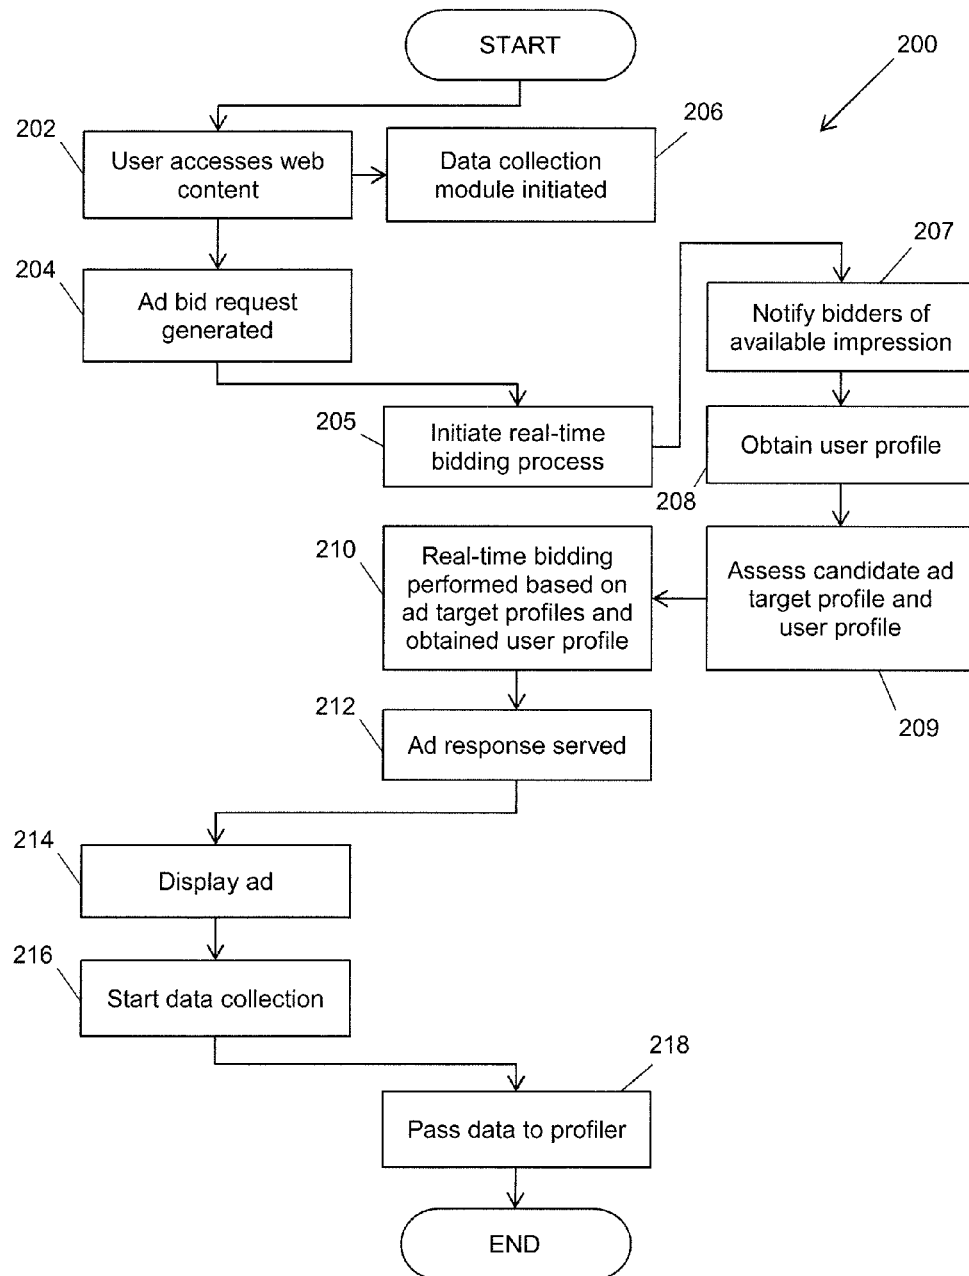 START
200
202
User accesses web
content
206
Data collection
module initiated
204
Ad bid request
generated
207
Notify bidders of
available impression
205
Initiate real-time
bidding process
Obtain user profile
208
210
Real-time bidding
performed based on
ad target profiles and
obtained user profile
Assess candidate ad
target profile and
user profile
209
212
Ad response served
214
Display ad
216
Start data collection
218
Pass data to profiler
END